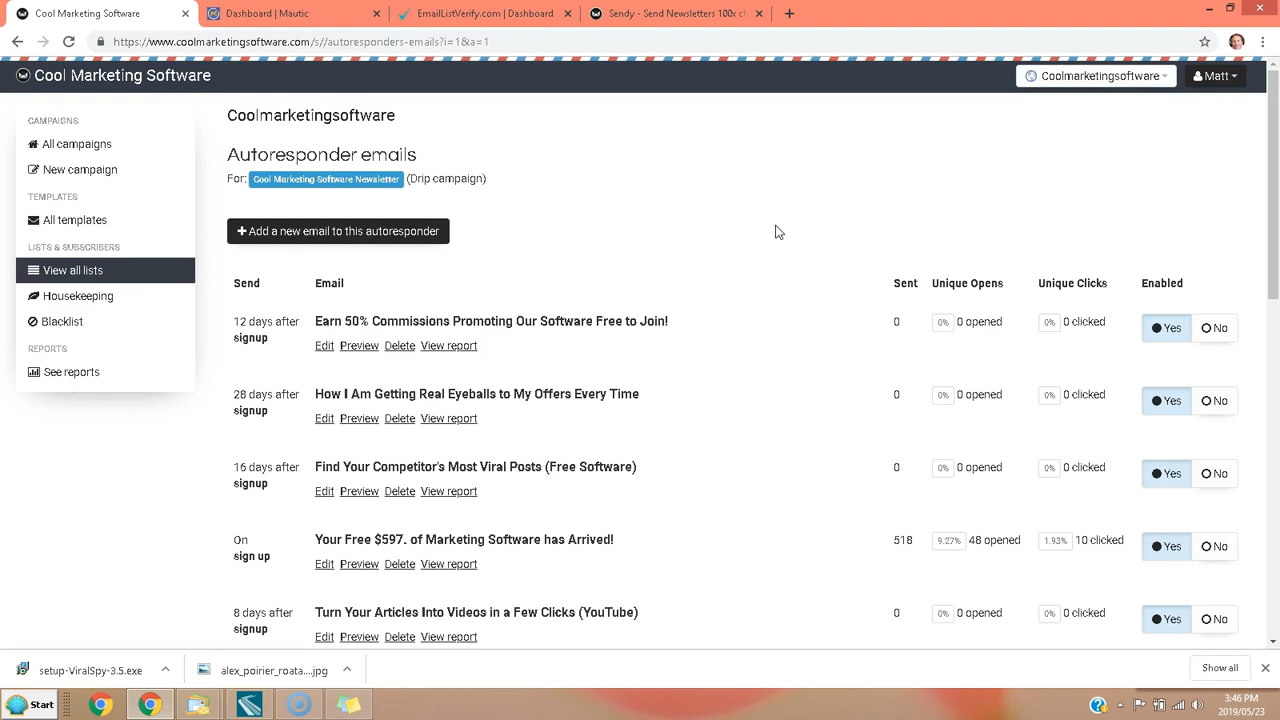 Cool Marketing Software
Dashboard | Mautic
EmailListVerify.com | Dashboard
Sendy - Send Newsletters 100x ch
https://www.coolmarketingsoftware.com/s//autoresponders-emails?i=1&a=1
Cool Marketing Software
Coolmarketingsoftware
Matt
CAMPAIGNS
All campaigns
New campaign
TEMPLATES
All templates
LISTS & SUBSCRIBERS
View all lists
Housekeeping
Blacklist
REPORTS
See reports
Coolmarketingsoftware
Autoresponder emails
For: Cool Marketing Software Newsletter (Drip campaign)
Add a new email to this autoresponder
Send Email Sent Unique Opens Unique Clicks Enabled
12 days after signup Earn 50% Commissions Promoting Our Software Free to Join! 0 0% 0 opened 0% 0 clicked Yes No
Edit Preview Delete View report
28 days after signup How I Am Getting Real Eyeballs to My Offers Every Time 0 0% 0 opened 0% 0 clicked Yes No
Edit Preview Delete View report
16 days after signup Find Your Competitor's Most Viral Posts (Free Software) 0 0% 0 opened 0% 0 clicked Yes No
Edit Preview Delete View report
On sign up Your Free $597. of Marketing Software has Arrived! 518 9.27% 48 opened 1.93% 10 clicked Yes No
Edit Preview Delete View report
8 days after signup Turn Your Articles Into Videos in a Few Clicks (YouTube) 0 0% 0 opened 0% 0 clicked Yes No
Edit Preview Delete View report
setup-ViralSpy-3.5.exe
alex_poirier_roata....jpg
Show all
Start
3:46 PM
2019/05/23